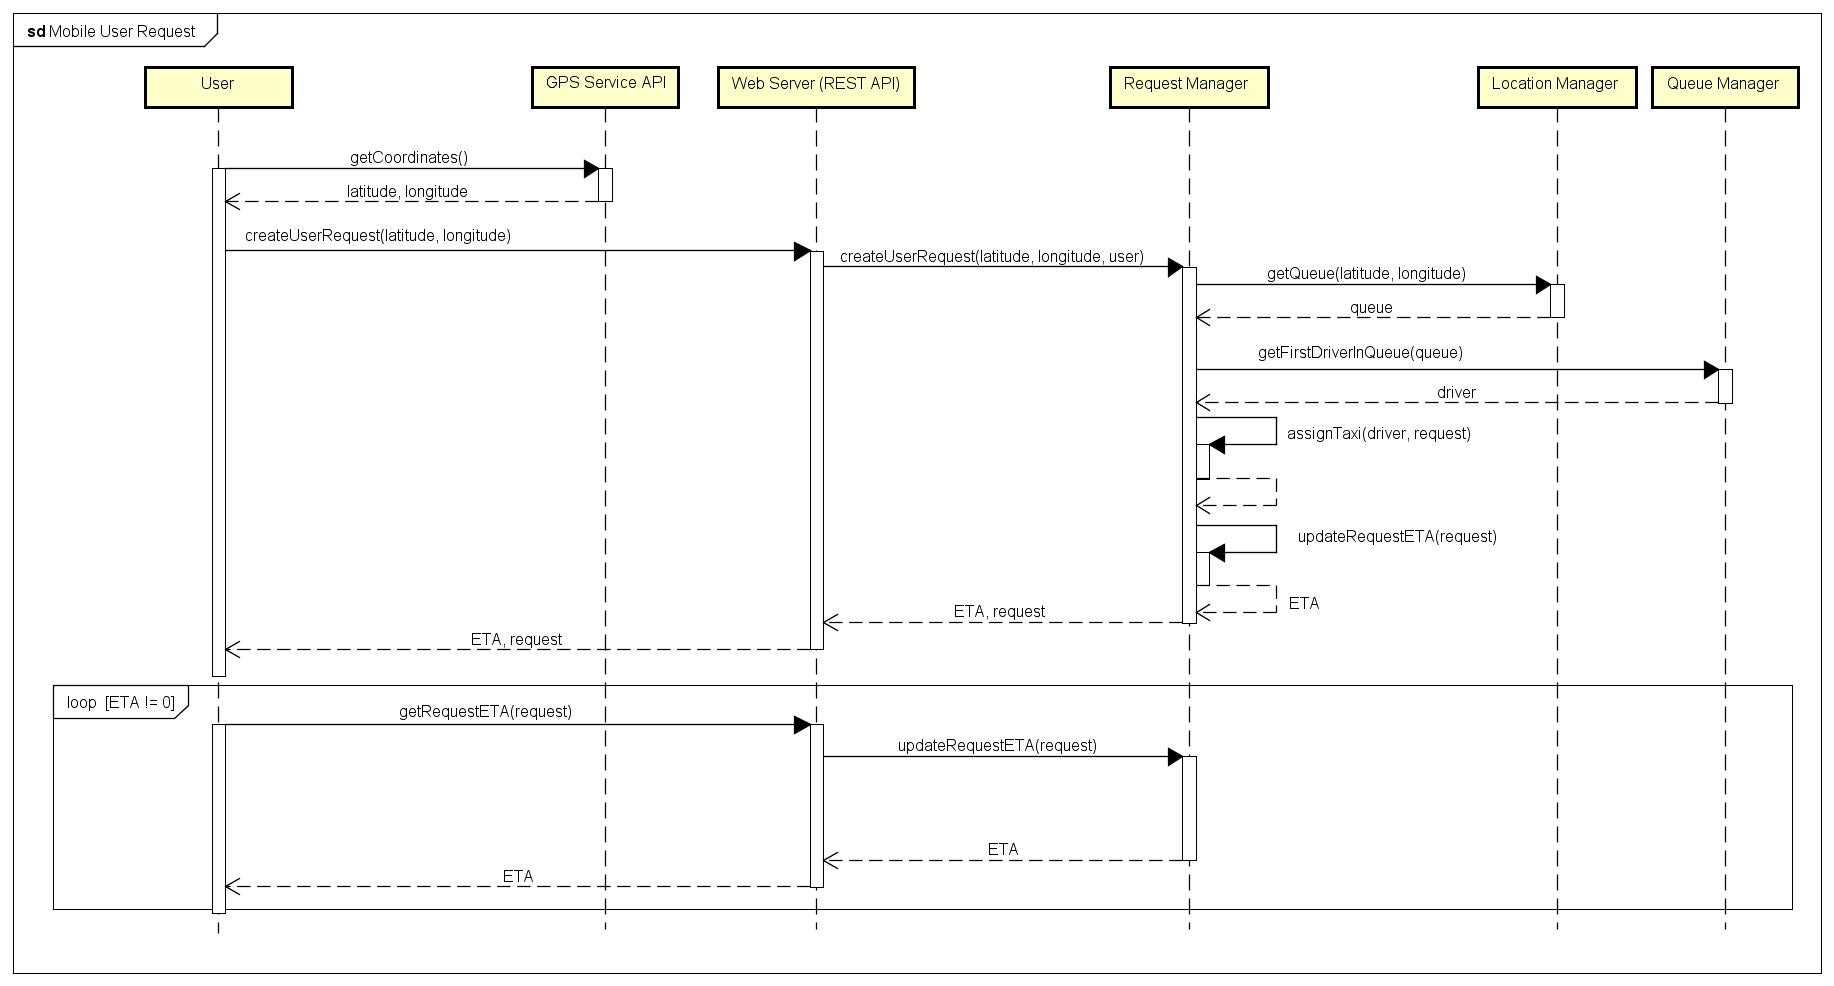 sd Mobile User Request
User
GPS Service API
Web Server (REST API)
Request Manager
Location Manager
Queue Manager
getCoordinates()
latitude, longitude
createUserRequest(latitude, longitude)
createUserRequest(latitude, longitude, user)
getQueue(latitude, longitude)
queue
getFirstDriverInQueue(queue)
driver
assignTaxi(driver, request)
updateRequestETA(request)
ETA
ETA, request
ETA, request
loop [ETA != 0]
getRequestETA(request)
updateRequestETA(request)
ETA
ETA